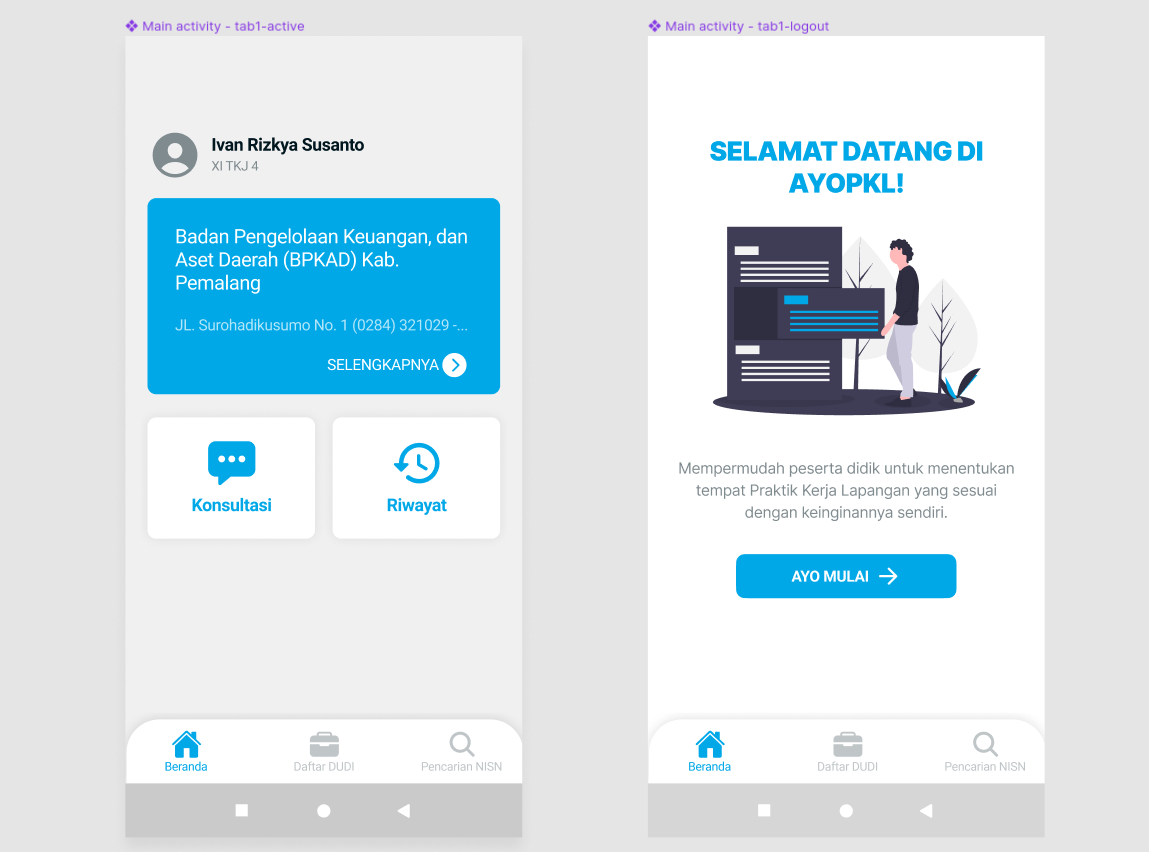 Main activity - tab1-active
Ivan Rizkya Susanto
XI TKJ 4
Badan Pengelolaan Keuangan, dan
Aset Daerah (BPKAD) Kab.
Pemalang
JL. Surohadikusumo No. 1 (0284) 321029 -...
SELENGKAPNYA
Konsultasi
Riwayat
Beranda
Daftar DUDI
Pencarian NISN
Main activity - tab1-logout
SELAMAT DATANG DI
AYOPKL!
Mempermudah peserta didik untuk menentukan
tempat Praktik Kerja Lapangan yang sesuai
dengan keinginannya sendiri.
AYO MULAI
Beranda
Daftar DUDI
Pencarian NISN